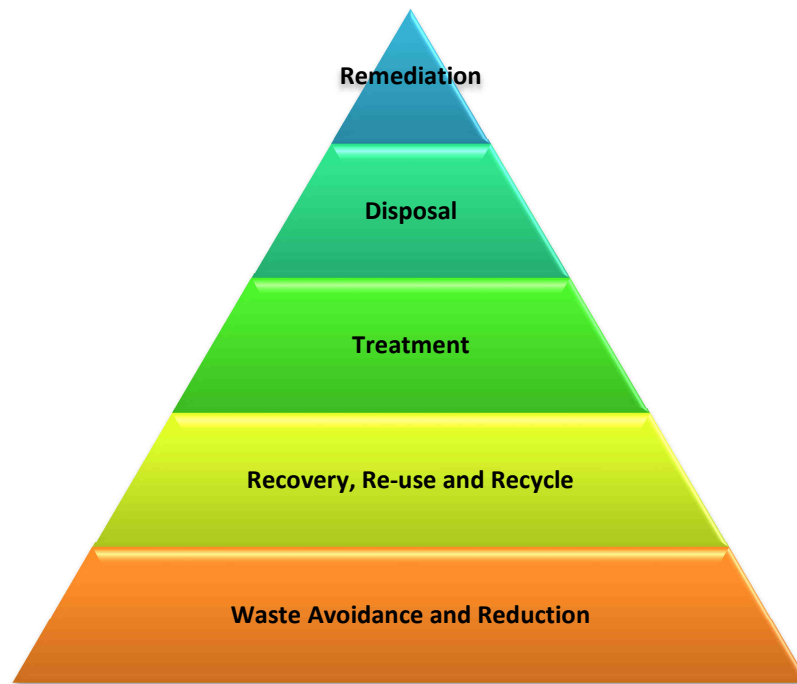 Remediation
Disposal
Treatment
Recovery, Re-use and Recycle
Waste Avoidance and Reduction